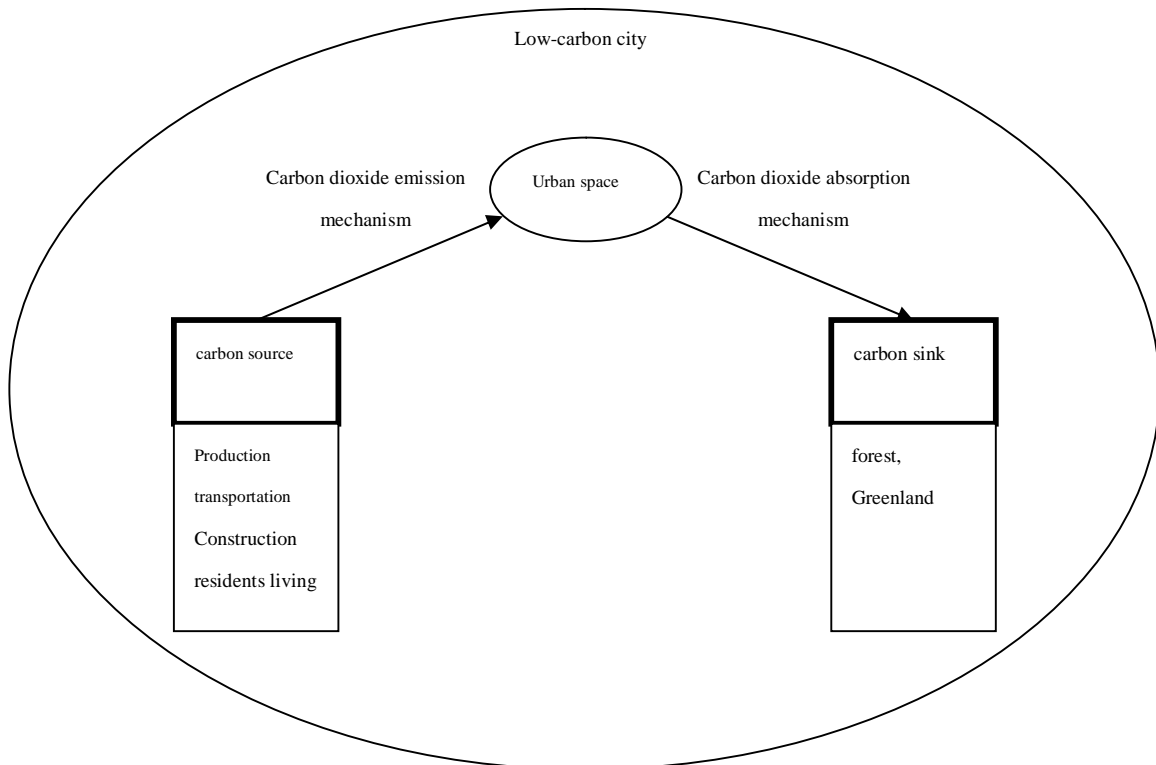 Low-carbon city
Carbon dioxide emission
mechanism
Urban space
Carbon dioxide absorption
mechanism
carbon source
Production
transportation
Construction
residents living
carbon sink
forest,
Greenland